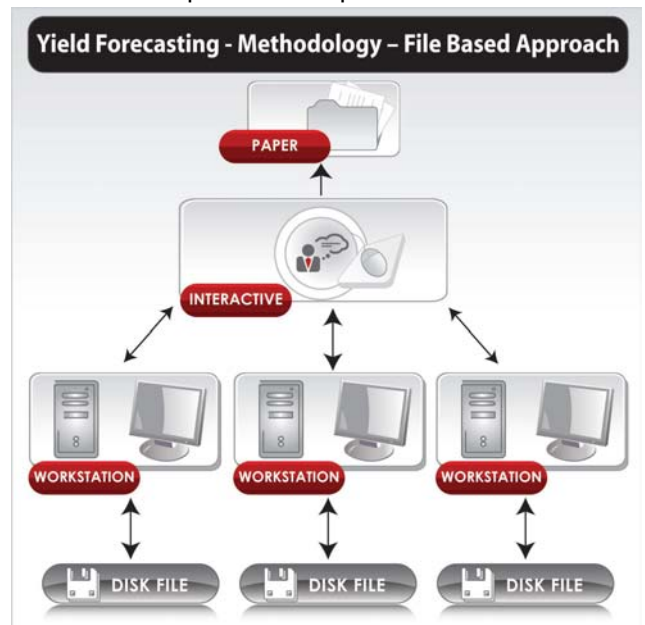 Yield Forecasting - Methodology – File Based Approach
PAPER
INTERACTIVE
WORKSTATION
WORKSTATION
WORKSTATION
DISK FILE
DISK FILE
DISK FILE